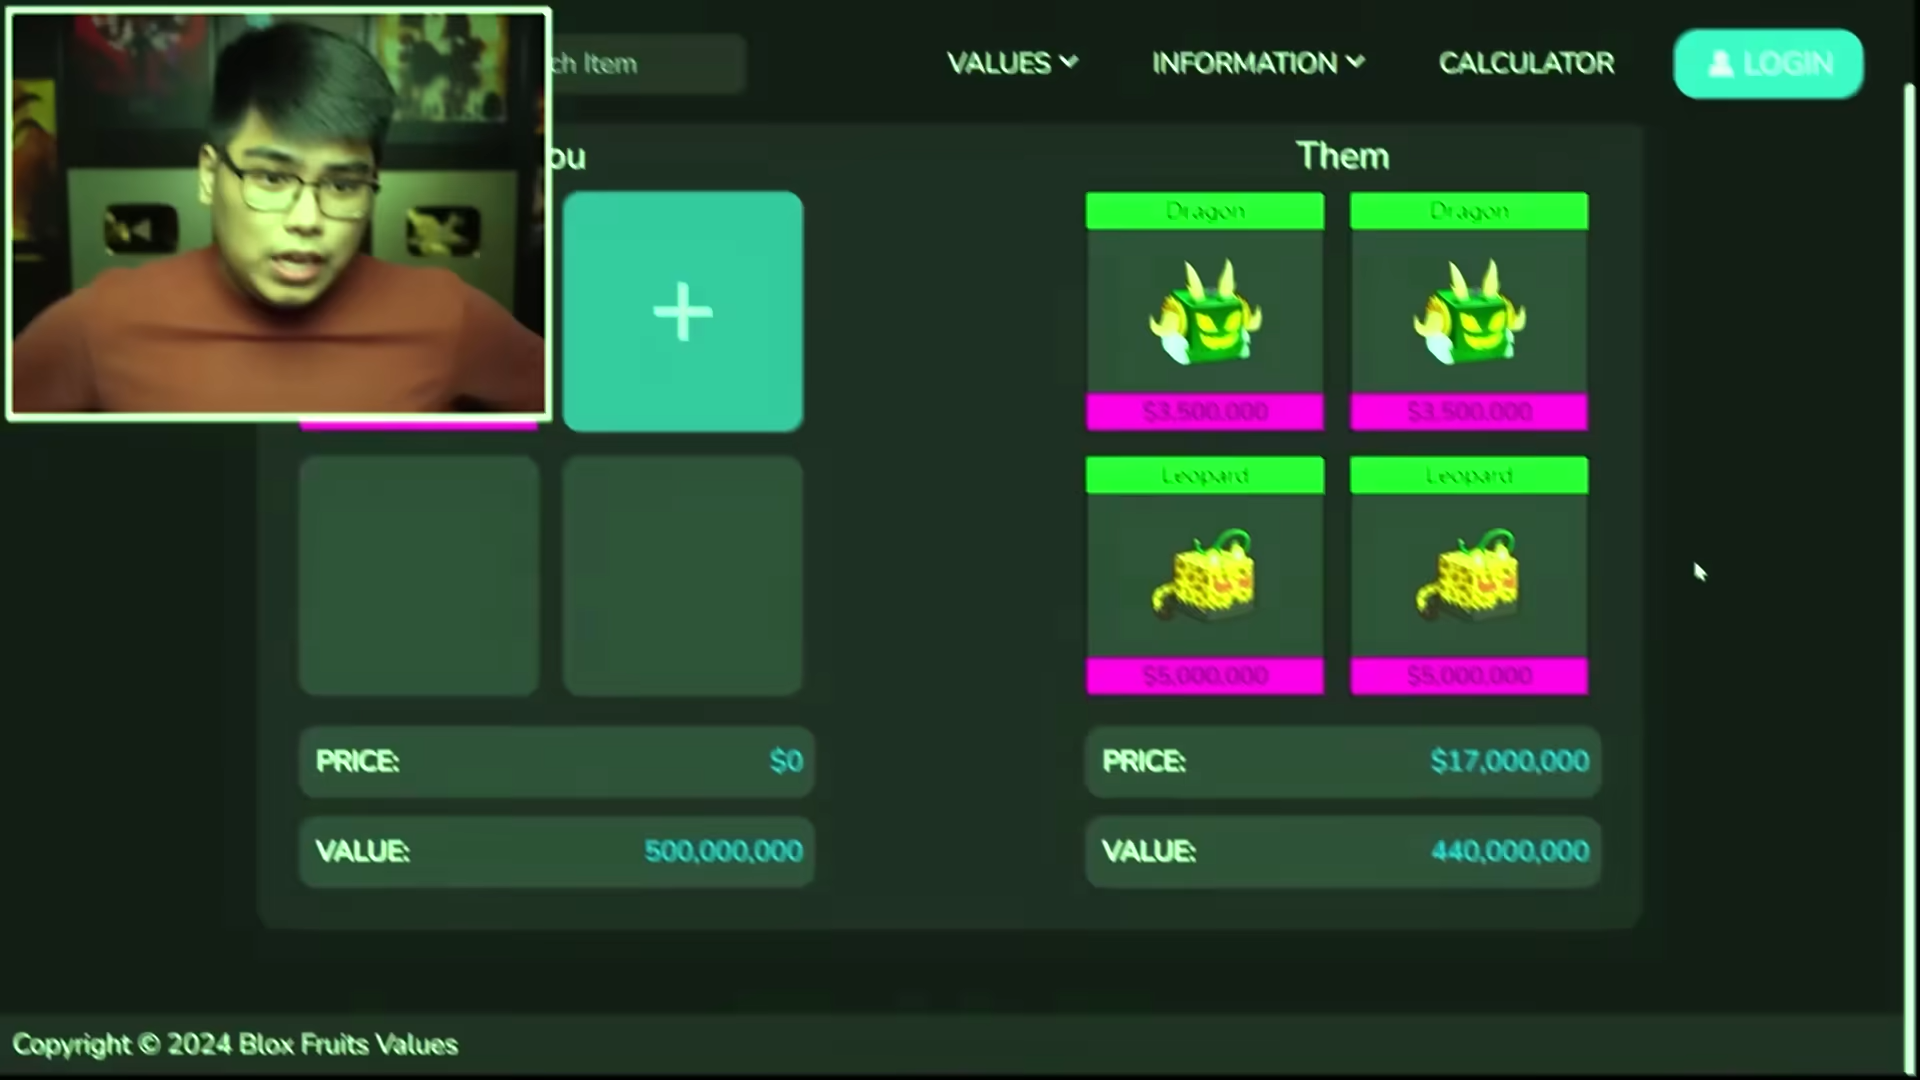 ch Item
VALUES
INFORMATION
CALCULATOR
LOGIN
ou
Them
Dragon
Dragon
$3,500,000
$3,500,000
Leopard
Leopard
$5,000,000
$5,000,000
PRICE:
$0
PRICE:
$17,000,000
VALUE:
500,000,000
VALUE:
440,000,000
Copyright © 2024 Blox Fruits Values